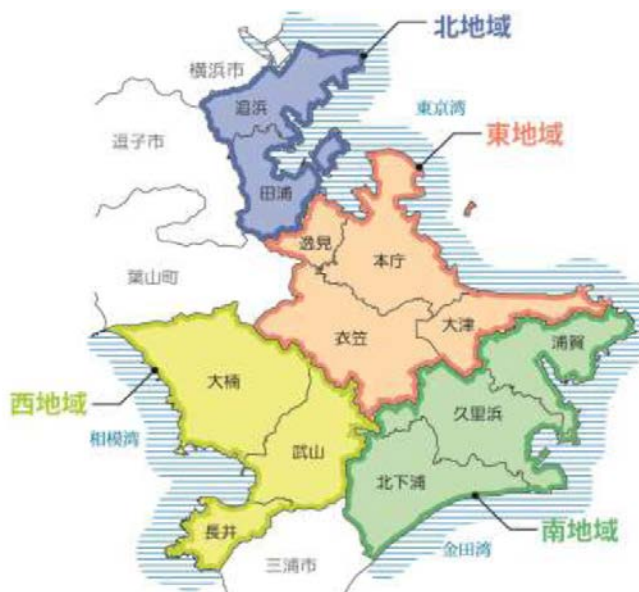 北地域
横浜市
追浜
東京湾
逗子市
東地域
田浦
逸見
本庁
葉山町
大津
衣笠
浦賀
大楠
西地域
久里浜
相模湾
武山
北下浦
長井
南地域
金田湾
三浦市